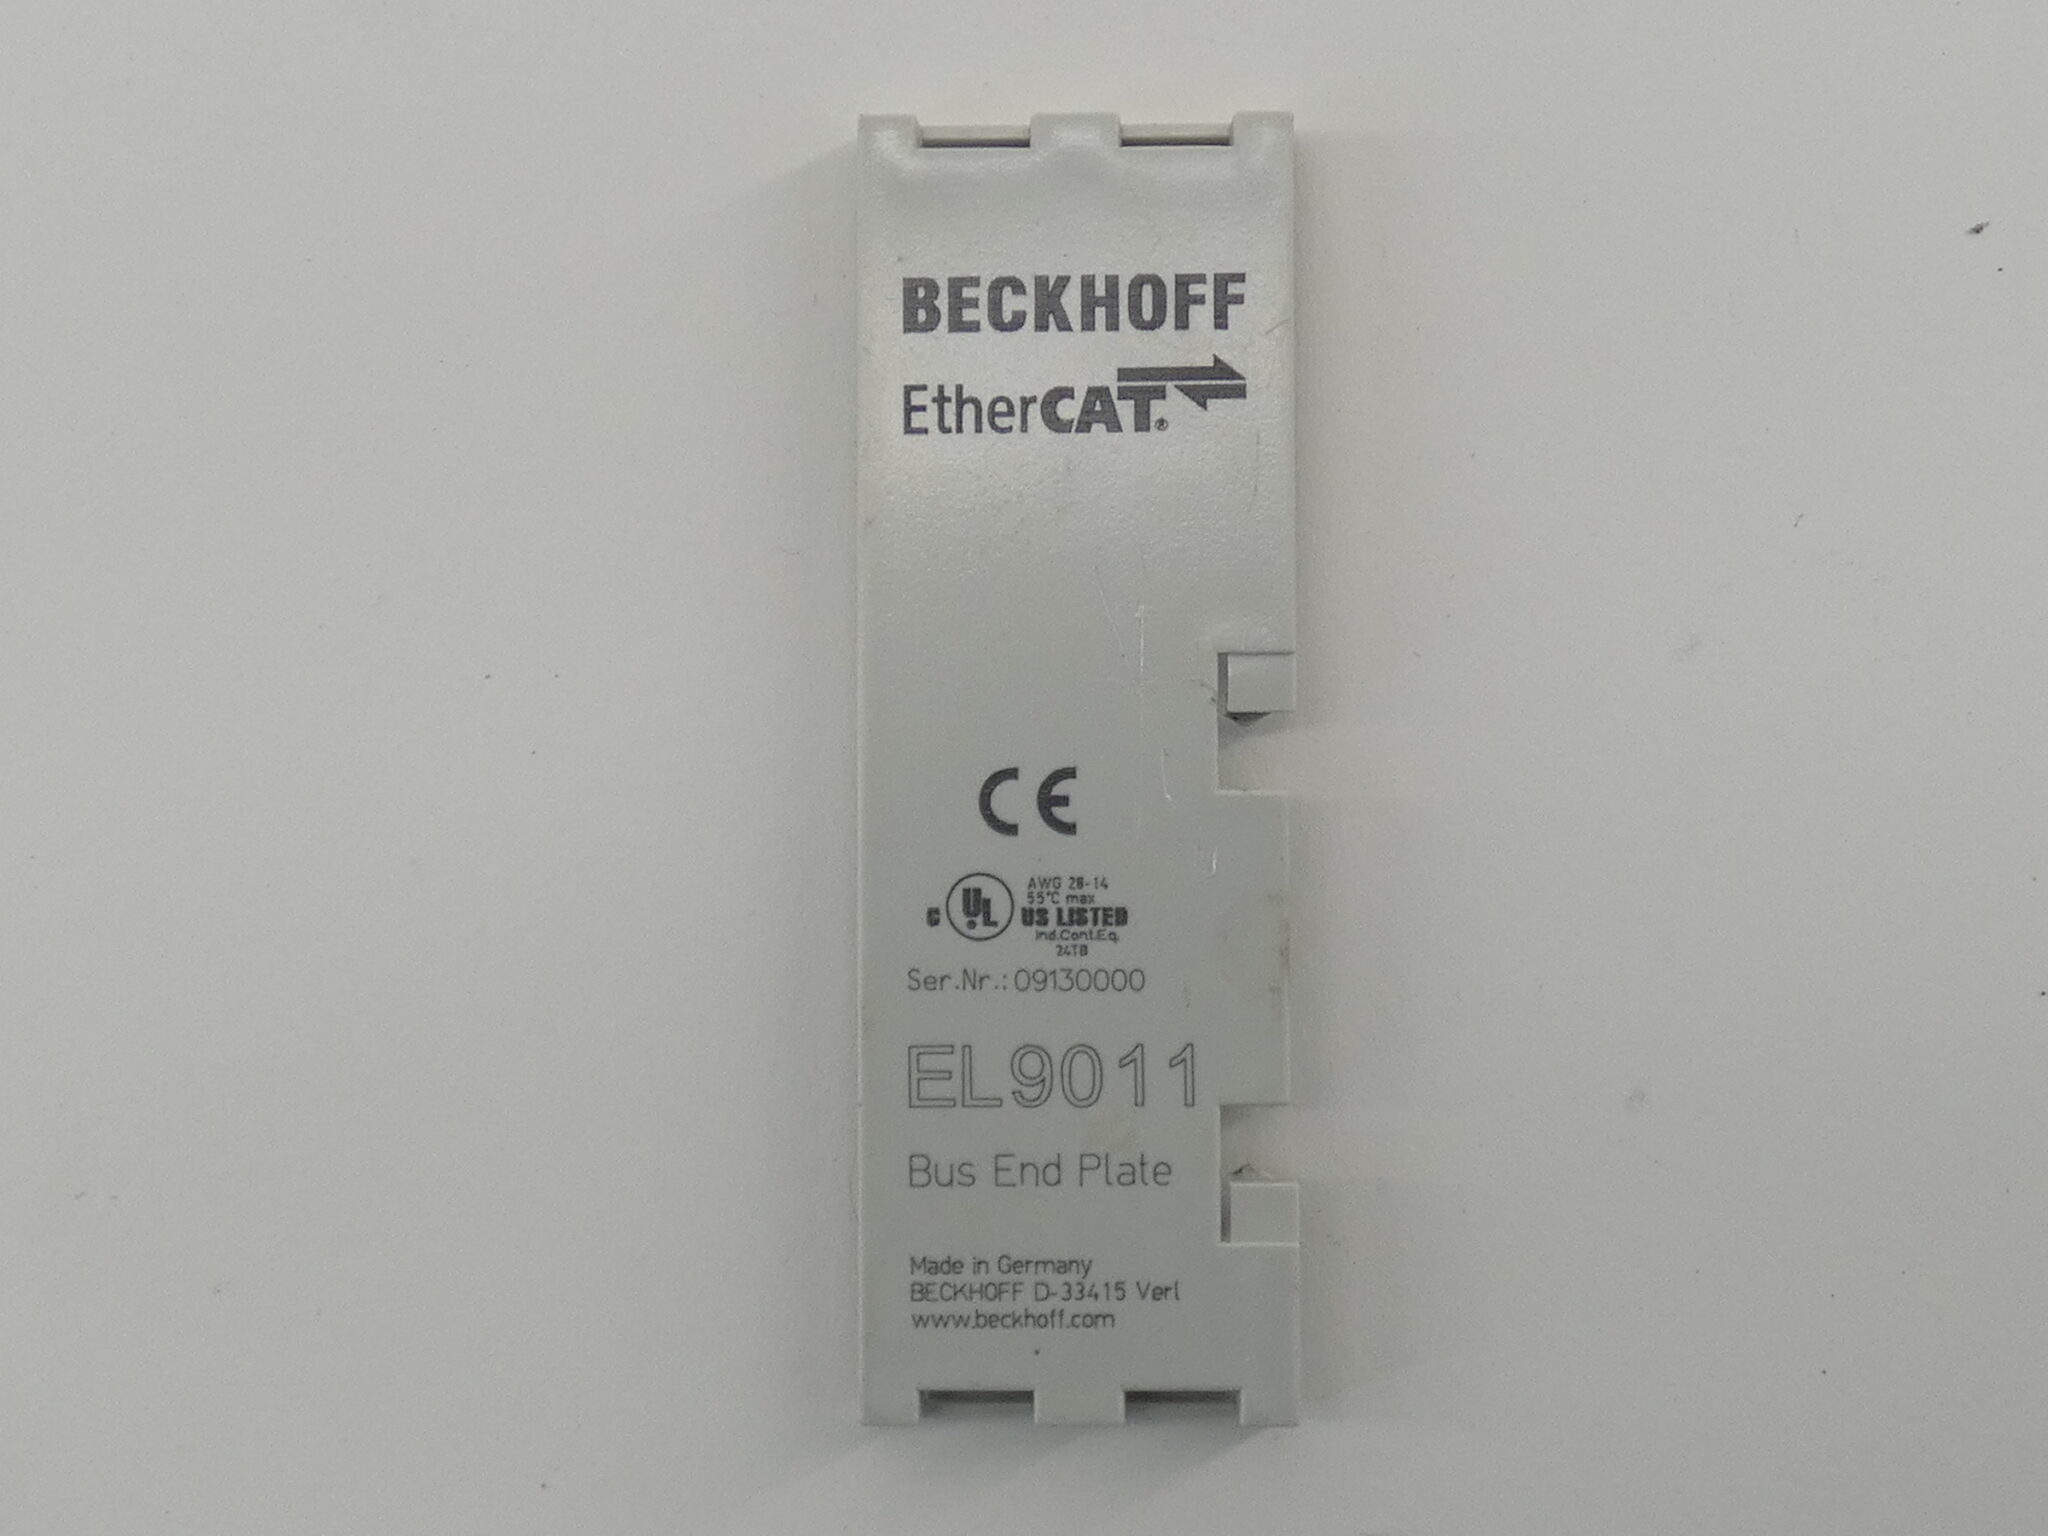 BECKHOFF
EtherCAT®
CE
AWG 28-14
55°C max
c UL US LISTED
Ind.Cont.Eq.
24TB
Ser.Nr.: 09130000
EL9011
Bus End Plate
Made in Germany
BECKHOFF D-33415 Verl
www.beckhoff.com